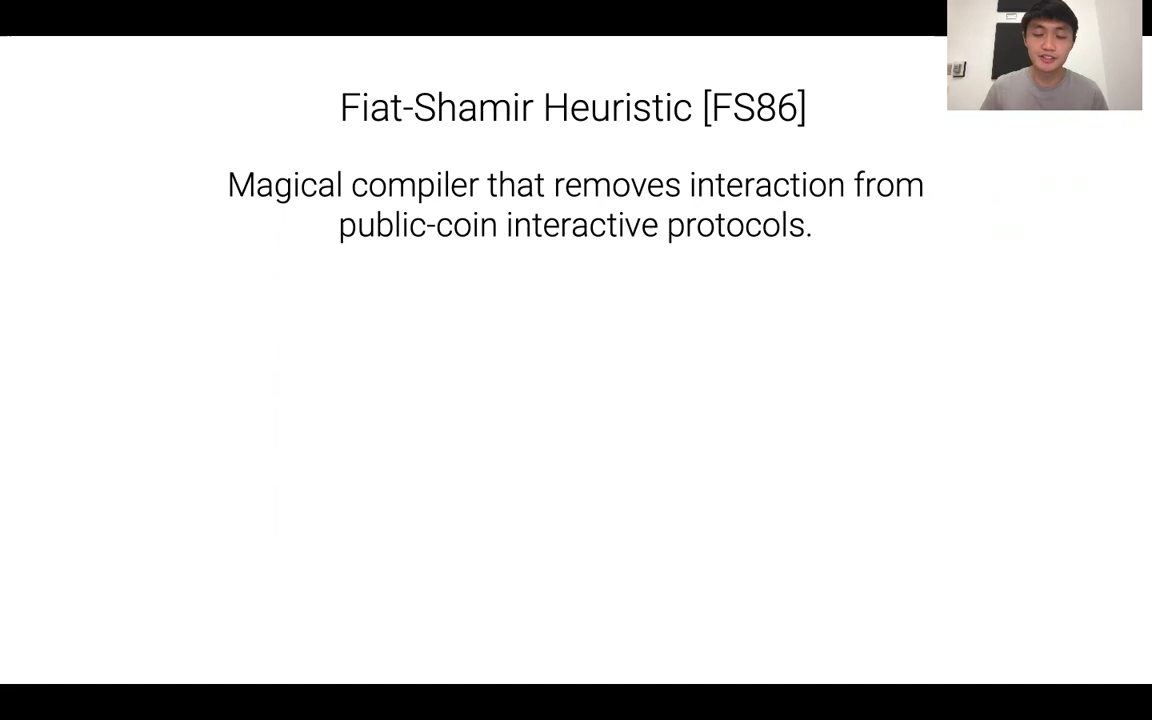 Fiat-Shamir Heuristic [FS86]
Magical compiler that removes interaction from
public-coin interactive protocols.